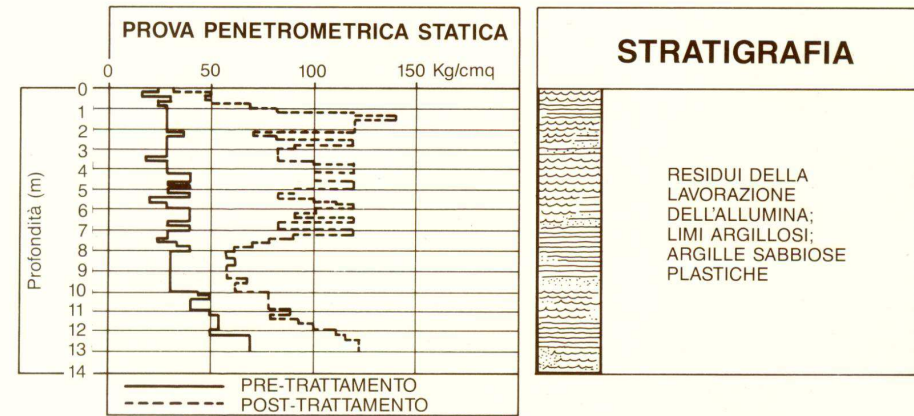 PROVA PENETROMETRICA STATICA
0 50 100 150 Kg/cmq
Profondità (m)
0
1
2
3
4
5
6
7
8
9
10
11
12
13
14
PRE-TRATTAMENTO
POST-TRATTAMENTO
STRATIGRAFIA
RESIDUI DELLA
LAVORAZIONE
DELL'ALLUMINA;
LIMI ARGILLOSI;
ARGILLE SABBIOSE
PLASTICHE